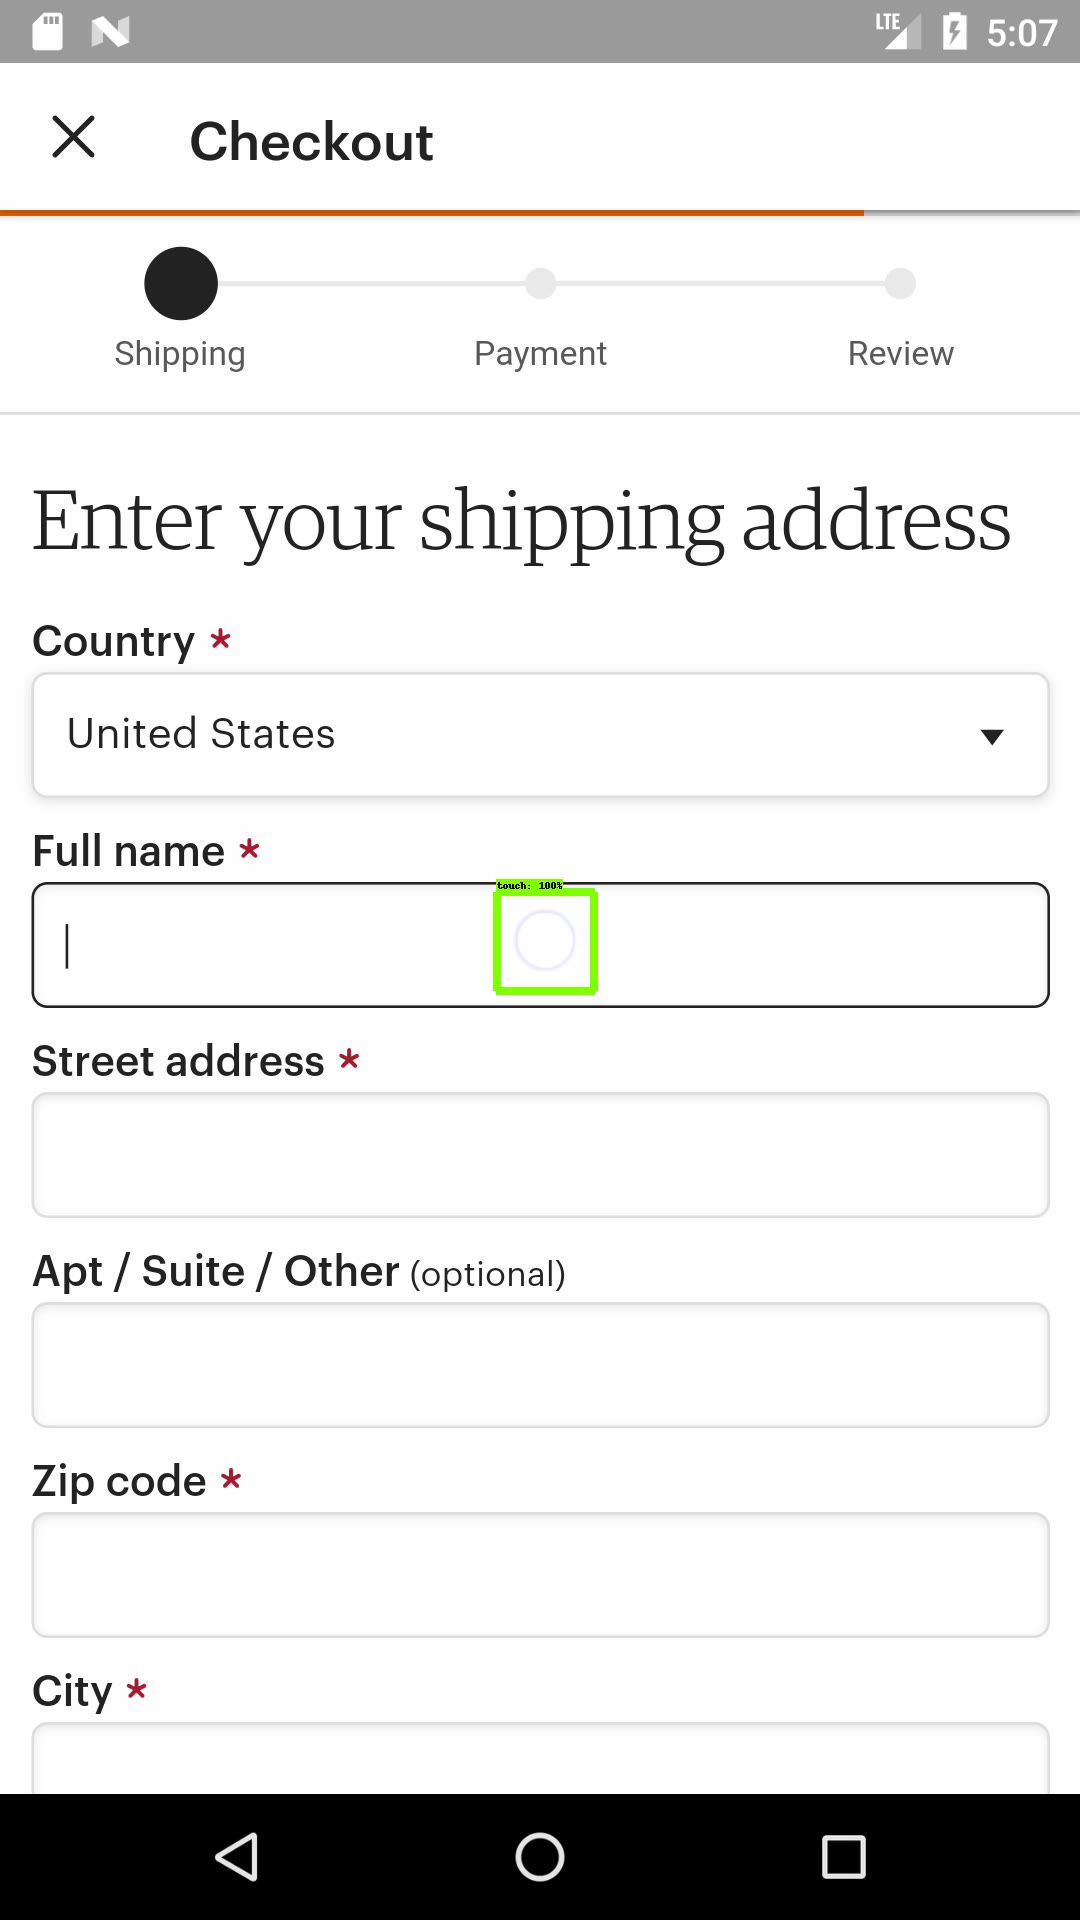 LTE 5:07
Checkout
Shipping Payment Review
Enter your shipping address
Country *
United States
Full name *
touch: 100%
Street address *
Apt / Suite / Other (optional)
Zip code *
City *